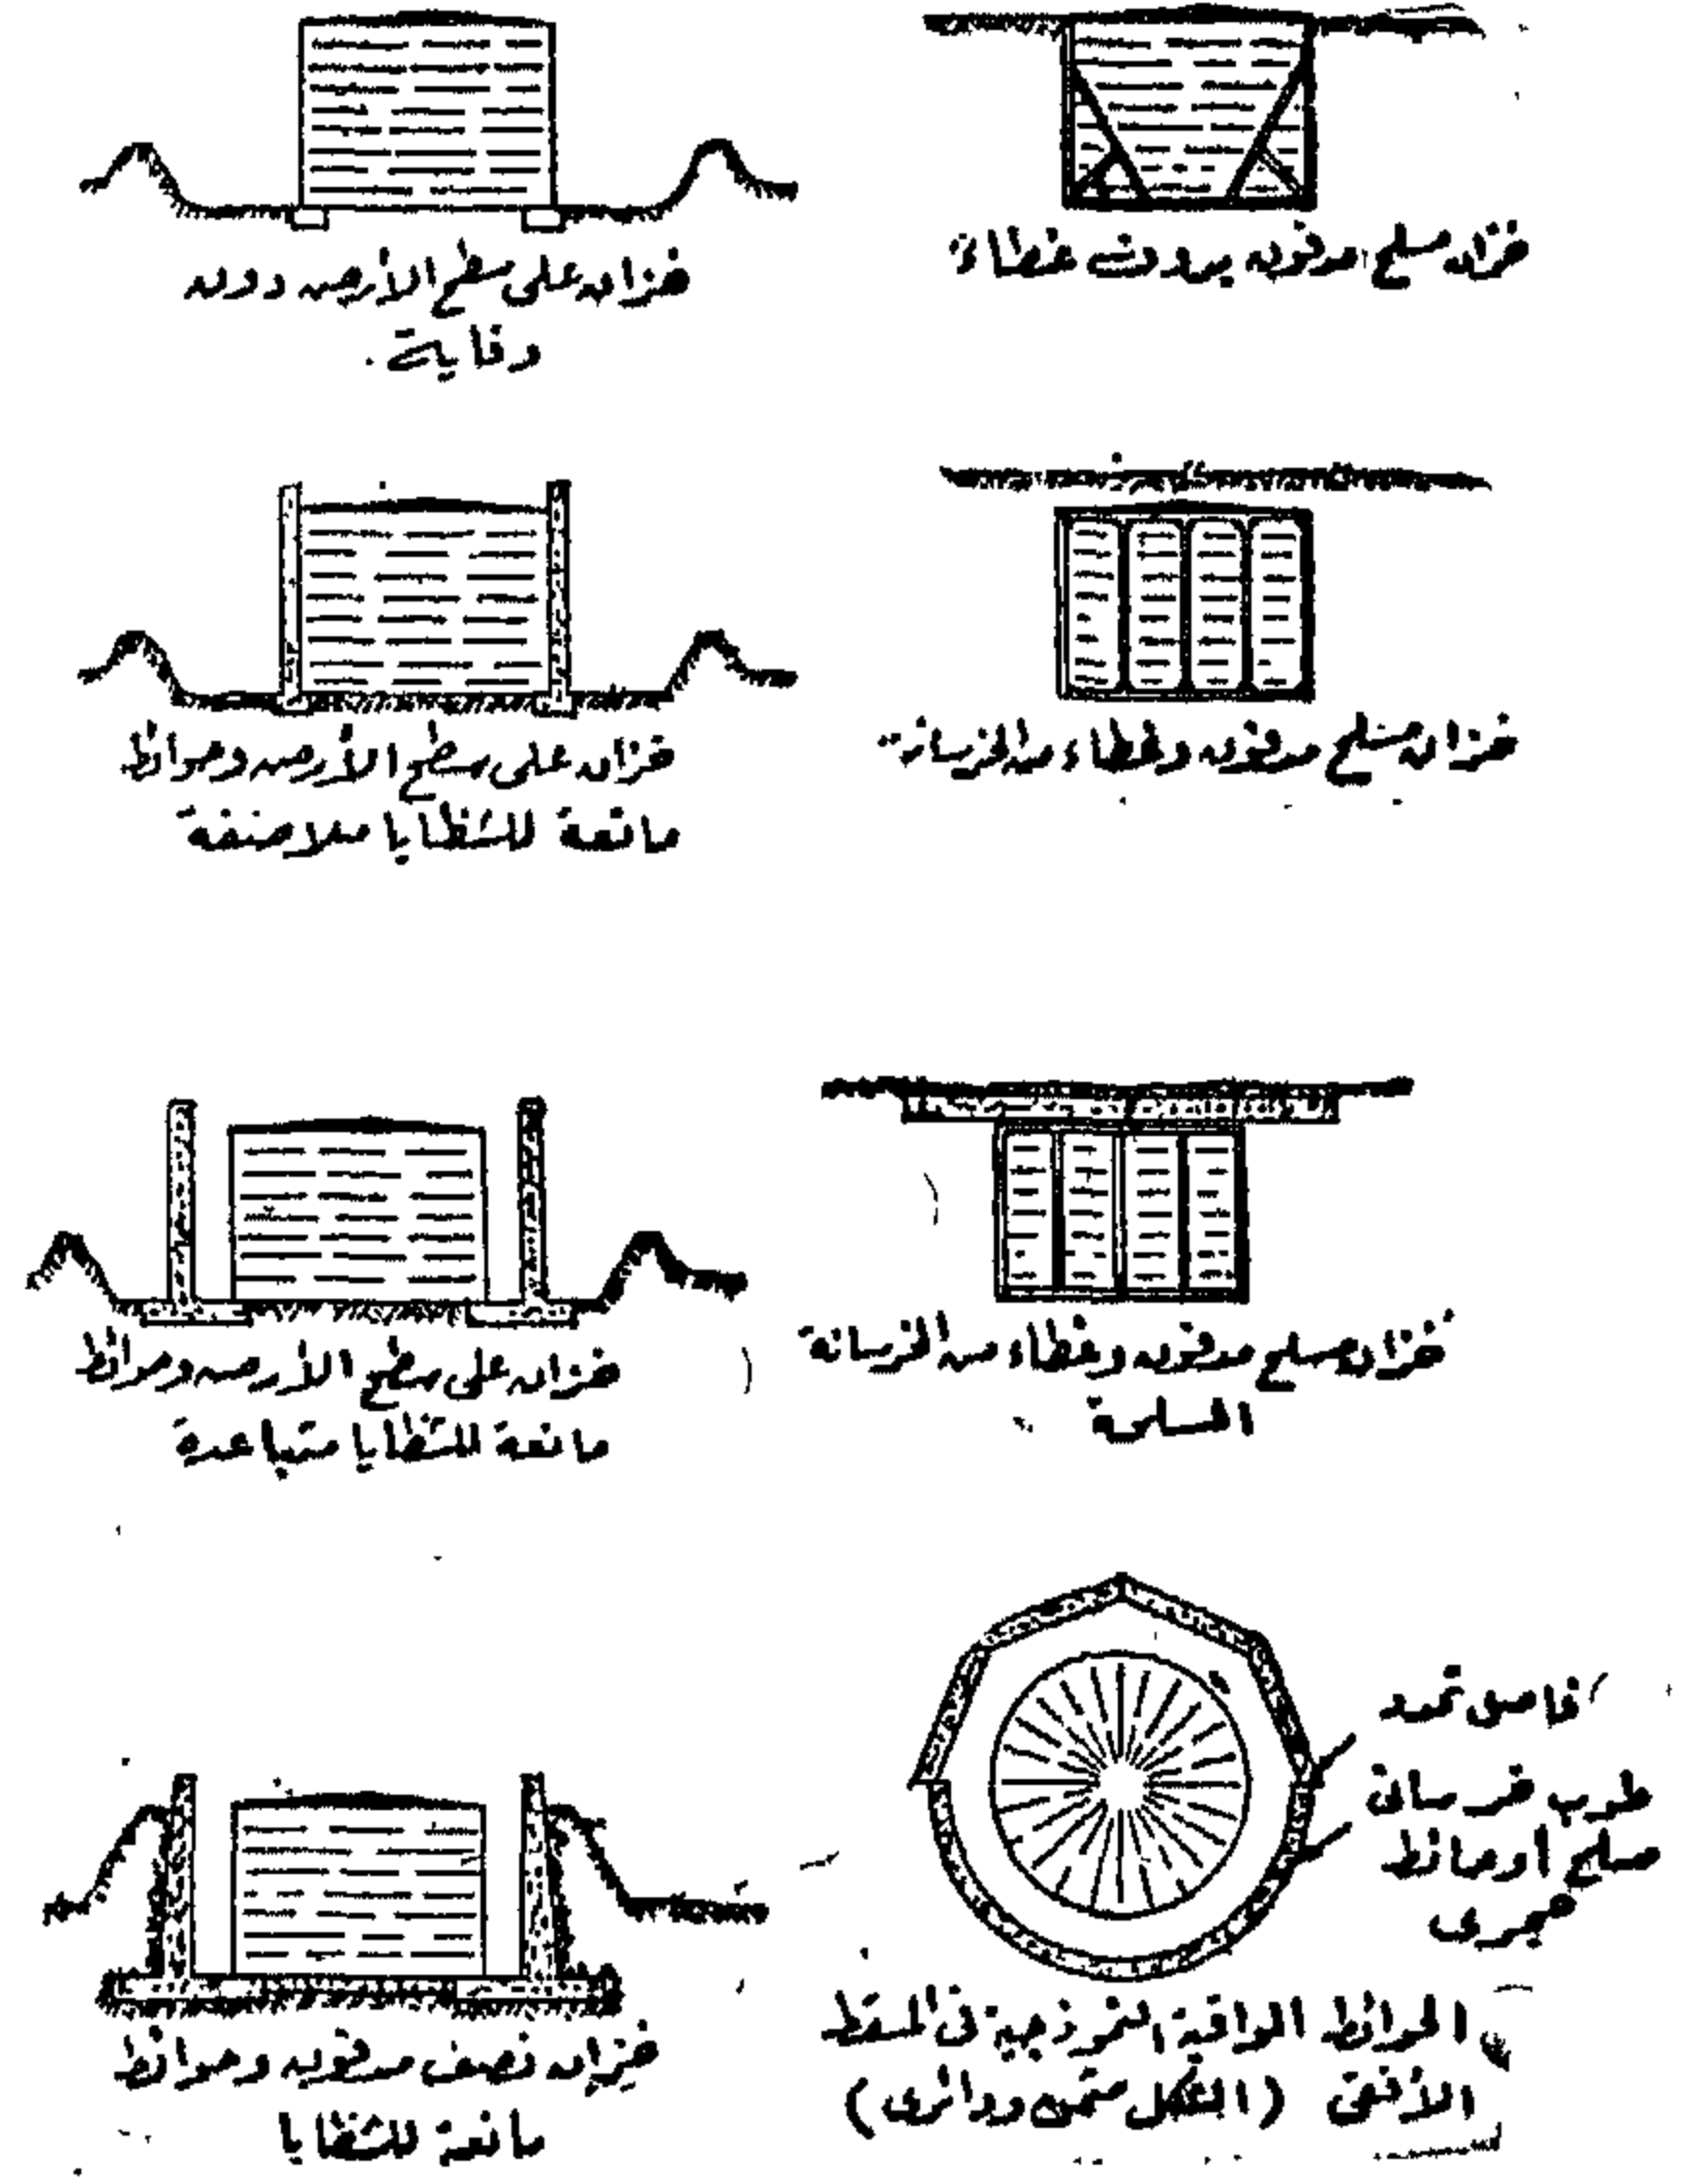 خزان مسلح مدفون بدون غطاء
خزان على سطح الأرض دون
وقاية.
خزان مسلح مدفون وغطاء من الخرسانة
خزان على سطح الأرض وحوائط
مانعة للشظايا ملاصقة
خزان مسلح مدفون وغطاء من الخرسانة
المسلحة
خزان على سطح الأرض وحوائط
مانعة للشظايا متباعدة
فاصل تمدد
طوب خرسانى
مسلح أو حائط
حجرى
الحوائط الواقية النموذجية فى المسقط
الأفقى (الشكل مثمن ودائرى)
خزان نصف مدفون وحوائط
مانعة للشظايا